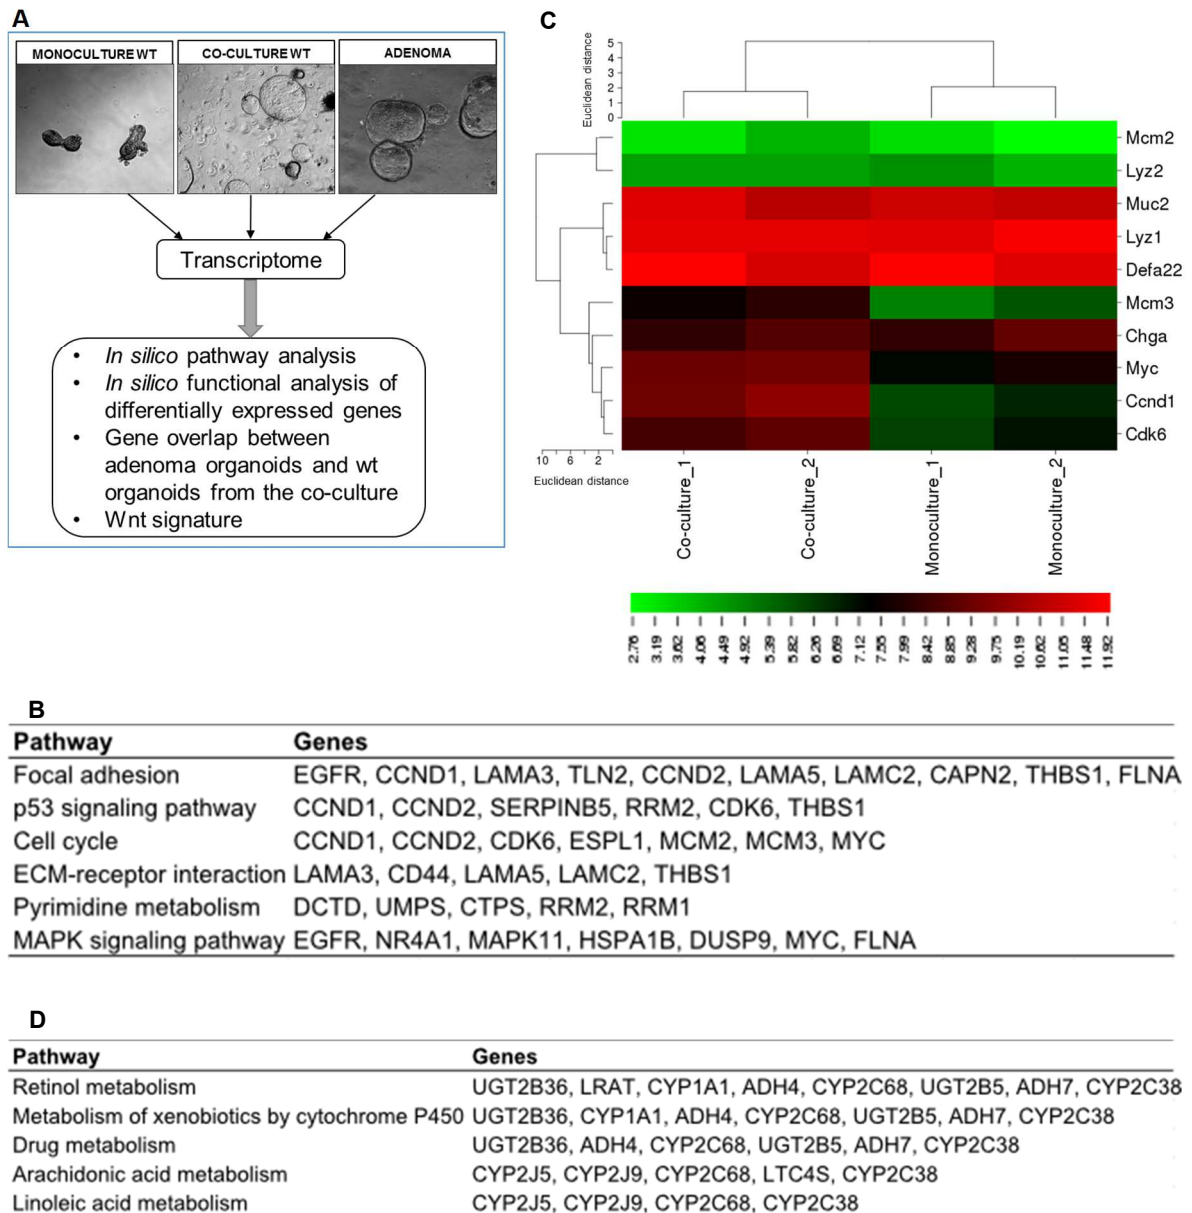 A
MONOCULTURE WT
CO-CULTURE WT
ADENOMA
Transcriptome
• In silico pathway analysis
• In silico functional analysis of
differentially expressed genes
• Gene overlap between
adenoma organoids and wt
organoids from the co-culture
• Wnt signature
C
Euclidean distance
5
4
3
2
1
0
Mcm2
Lyz2
Muc2
Lyz1
Defa22
Mcm3
Chga
Myc
Ccnd1
Cdk6
10 6 2
Euclidean distance
Co-culture_1
Co-culture_2
Monoculture_1
Monoculture_2
2.76
3.19
3.62
4.06
4.49
4.92
5.39
5.82
6.26
6.69
7.12
7.55
7.99
8.42
8.85
9.28
9.75
10.19
10.62
11.05
11.48
11.92
B
Pathway Genes
Focal adhesion EGFR, CCND1, LAMA3, TLN2, CCND2, LAMA5, LAMC2, CAPN2, THBS1, FLNA
p53 signaling pathway CCND1, CCND2, SERPINB5, RRM2, CDK6, THBS1
Cell cycle CCND1, CCND2, CDK6, ESPL1, MCM2, MCM3, MYC
ECM-receptor interaction LAMA3, CD44, LAMA5, LAMC2, THBS1
Pyrimidine metabolism DCTD, UMPS, CTPS, RRM2, RRM1
MAPK signaling pathway EGFR, NR4A1, MAPK11, HSPA1B, DUSP9, MYC, FLNA
D
Pathway Genes
Retinol metabolism UGT2B36, LRAT, CYP1A1, ADH4, CYP2C68, UGT2B5, ADH7, CYP2C38
Metabolism of xenobiotics by cytochrome P450 UGT2B36, CYP1A1, ADH4, CYP2C68, UGT2B5, ADH7, CYP2C38
Drug metabolism UGT2B36, ADH4, CYP2C68, UGT2B5, ADH7, CYP2C38
Arachidonic acid metabolism CYP2J5, CYP2J9, CYP2C68, LTC4S, CYP2C38
Linoleic acid metabolism CYP2J5, CYP2J9, CYP2C68, CYP2C38